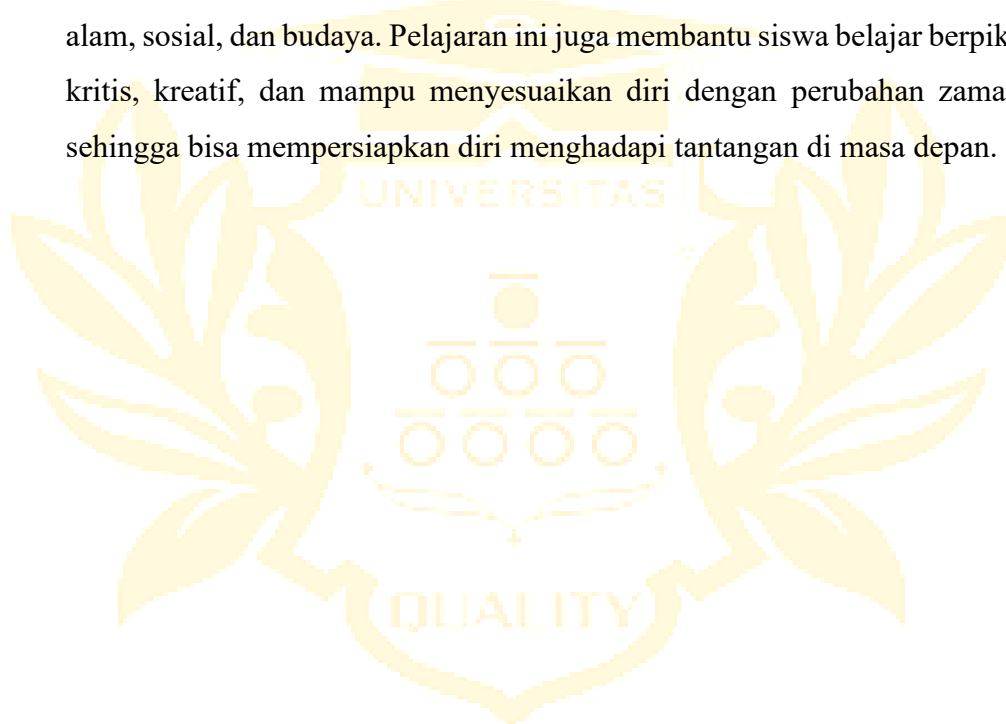 alam, sosial, dan budaya. Pelajaran ini juga membantu siswa belajar berpik
kritis, kreatif, dan mampu menyesuaikan diri dengan perubahan zama
sehingga bisa mempersiapkan diri menghadapi tantangan di masa depan.
UNIVERSITAS
QUALITY